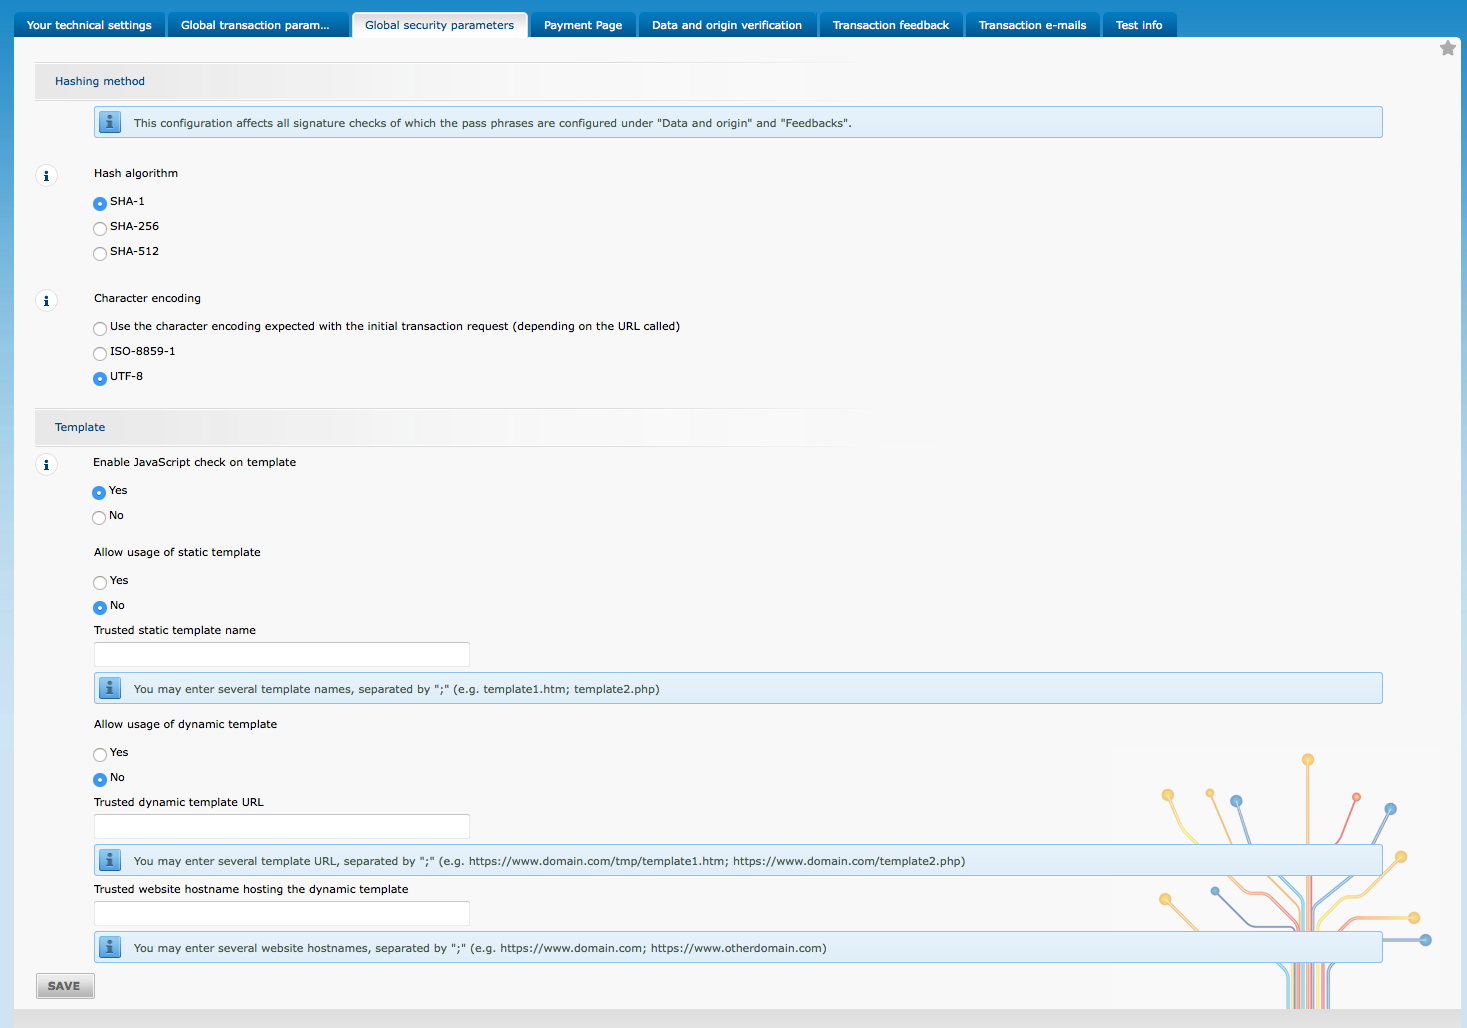 Your technical settings
Global transaction param...
Global security parameters
Payment Page
Data and origin verification
Transaction feedback
Transaction e-mails
Test info
Hashing method
This configuration affects all signature checks of which the pass phrases are configured under "Data and origin" and "Feedbacks".
Hash algorithm
SHA-1
SHA-256
SHA-512
Character encoding
Use the character encoding expected with the initial transaction request (depending on the URL called)
ISO-8859-1
UTF-8
Template
Enable JavaScript check on template
Yes
No
Allow usage of static template
Yes
No
Trusted static template name
You may enter several template names, separated by ";" (e.g. template1.htm; template2.php)
Allow usage of dynamic template
Yes
No
Trusted dynamic template URL
You may enter several template URL, separated by ";" (e.g. https://www.domain.com/tmp/template1.htm; https://www.domain.com/template2.php)
Trusted website hostname hosting the dynamic template
You may enter several website hostnames, separated by ";" (e.g. https://www.domain.com; https://www.otherdomain.com)
SAVE